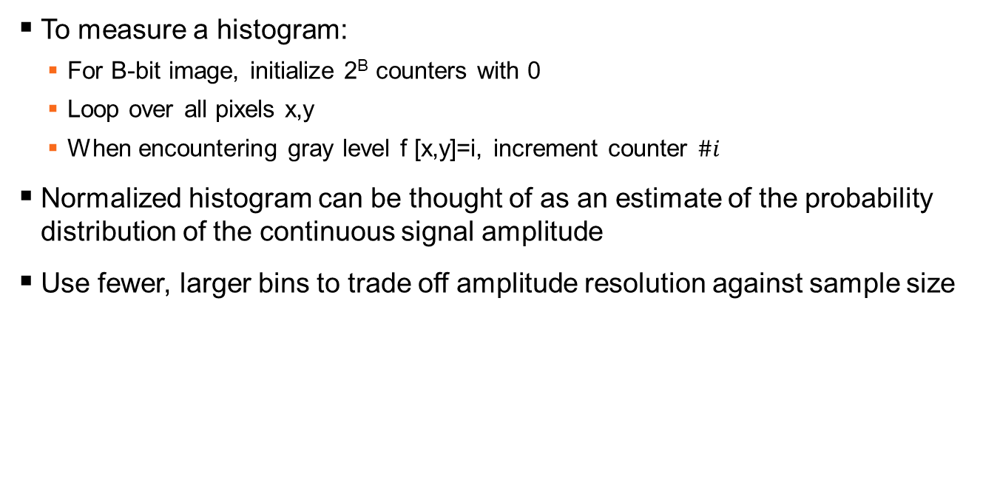 ▪ To measure a histogram:
▪ For B-bit image, initialize 2ᴮ counters with 0
▪ Loop over all pixels x,y
▪ When encountering gray level f [x,y]=i, increment counter #𝑖
▪ Normalized histogram can be thought of as an estimate of the probability
distribution of the continuous signal amplitude
▪ Use fewer, larger bins to trade off amplitude resolution against sample size